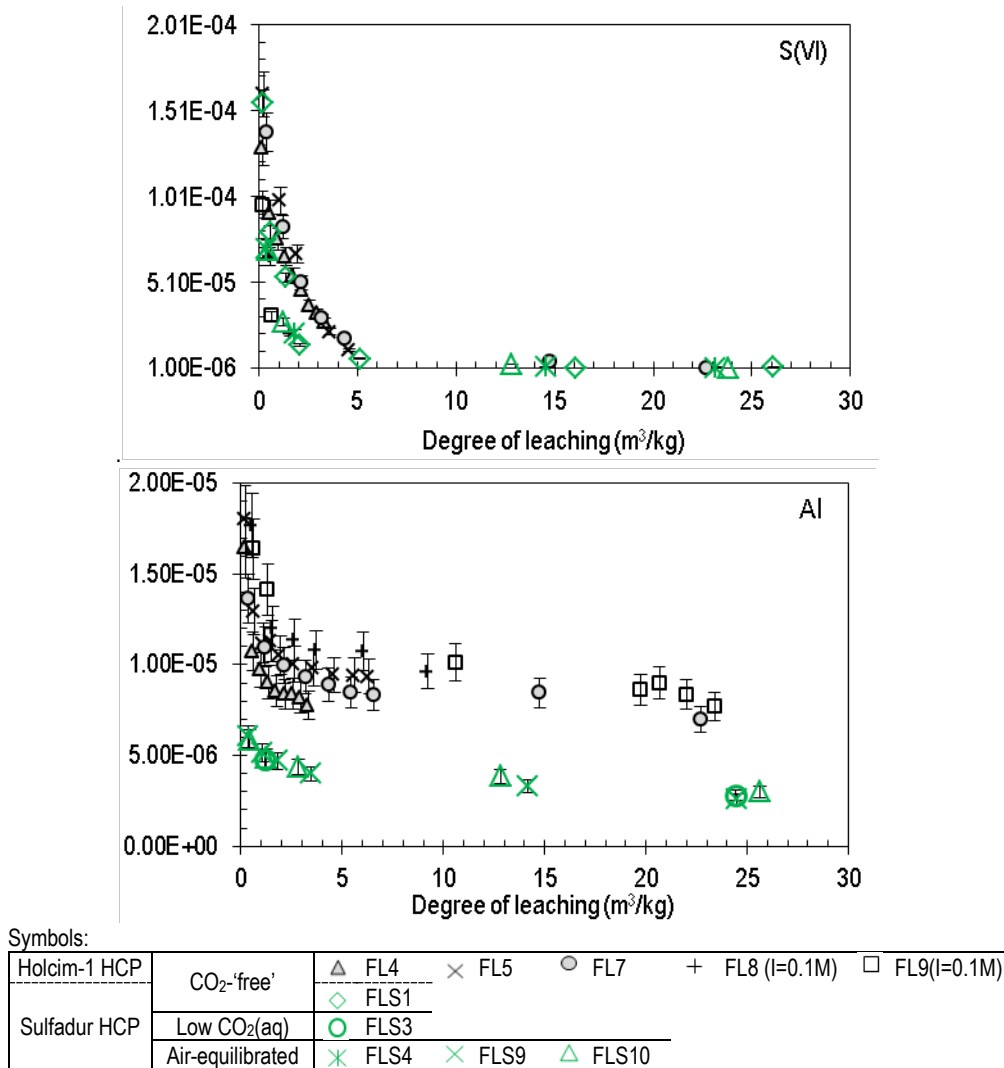 2.01E-04
S(VI)
1.51E-04
1.01E-04
5.10E-05
1.00E-06
0 5 10 15 20 25 30
Degree of leaching (m³/kg)
.
2.00E-05
Al
1.50E-05
1.00E-05
5.00E-06
0.00E+00
0 5 10 15 20 25 30
Degree of leaching (m³/kg)
Symbols:
Holcim-1 HCP CO₂-‘free’ FL4 FL5 FL7 FL8 (I=0.1M) FL9(I=0.1M)
FLS1
Sulfadur HCP Low CO₂(aq) FLS3
Air-equilibrated FLS4 FLS9 FLS10